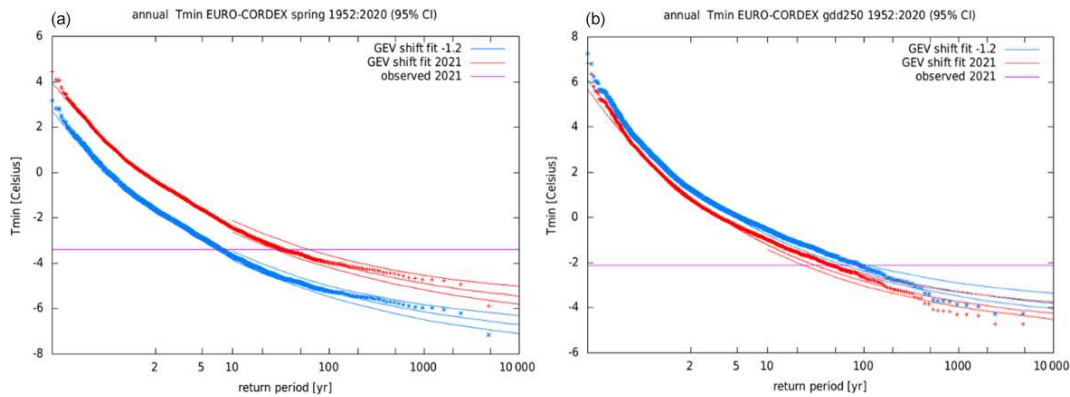 (a) annual Tmin EURO-CORDEX spring 1952:2020 (95% CI)
GEV shift fit -1.2
GEV shift fit 2021
observed 2021
6
4
2
0
-2
-4
-6
-8
Tmin [Celsius]
2 5 10 100 1000 10 000
return period [yr]
(b) annual Tmin EURO-CORDEX gdd250 1952:2020 (95% CI)
GEV shift fit -1.2
GEV shift fit 2021
observed 2021
8
6
4
2
0
-2
-4
-6
Tmin [Celsius]
2 5 10 100 1000 10 000
return period [yr]